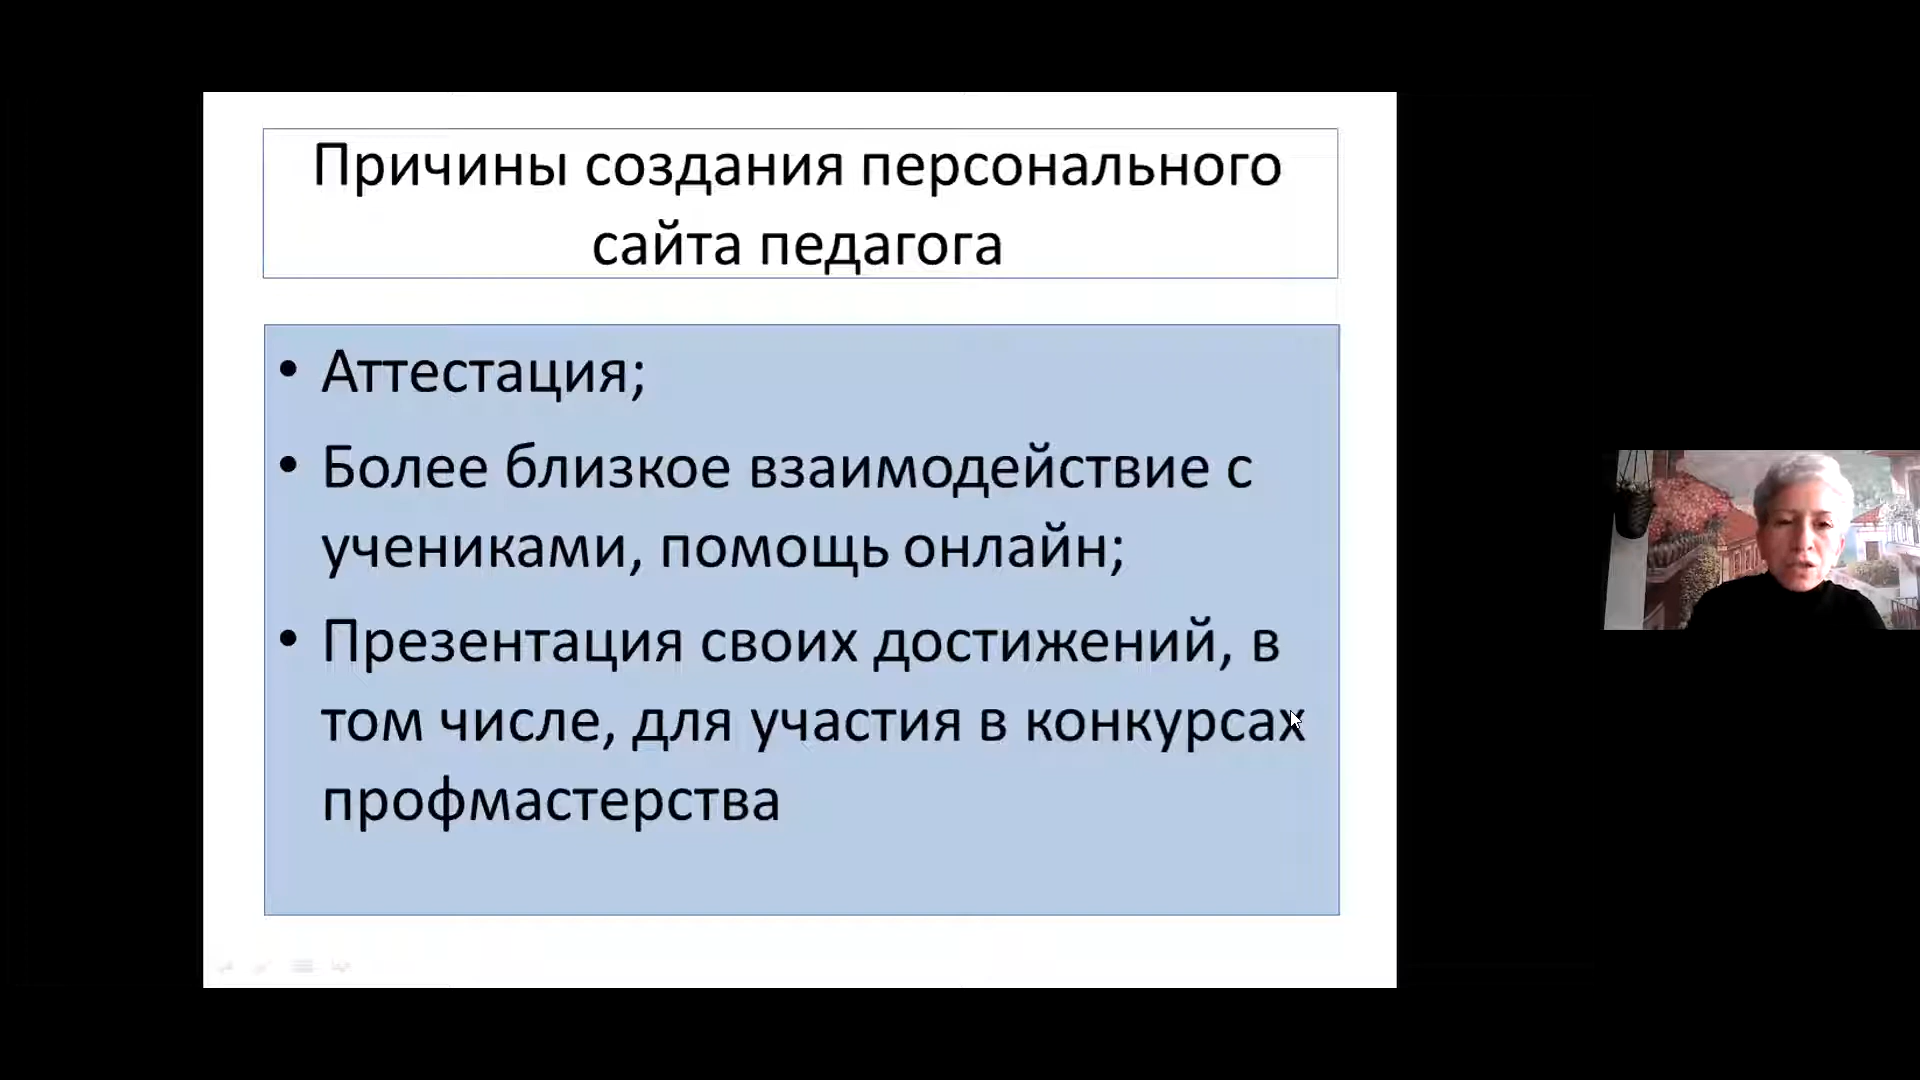 Причины создания персонального
сайта педагога
• Аттестация;
• Более близкое взаимодействие с
учениками, помощь онлайн;
• Презентация своих достижений, в
том числе, для участия в конкурсах
профмастерства